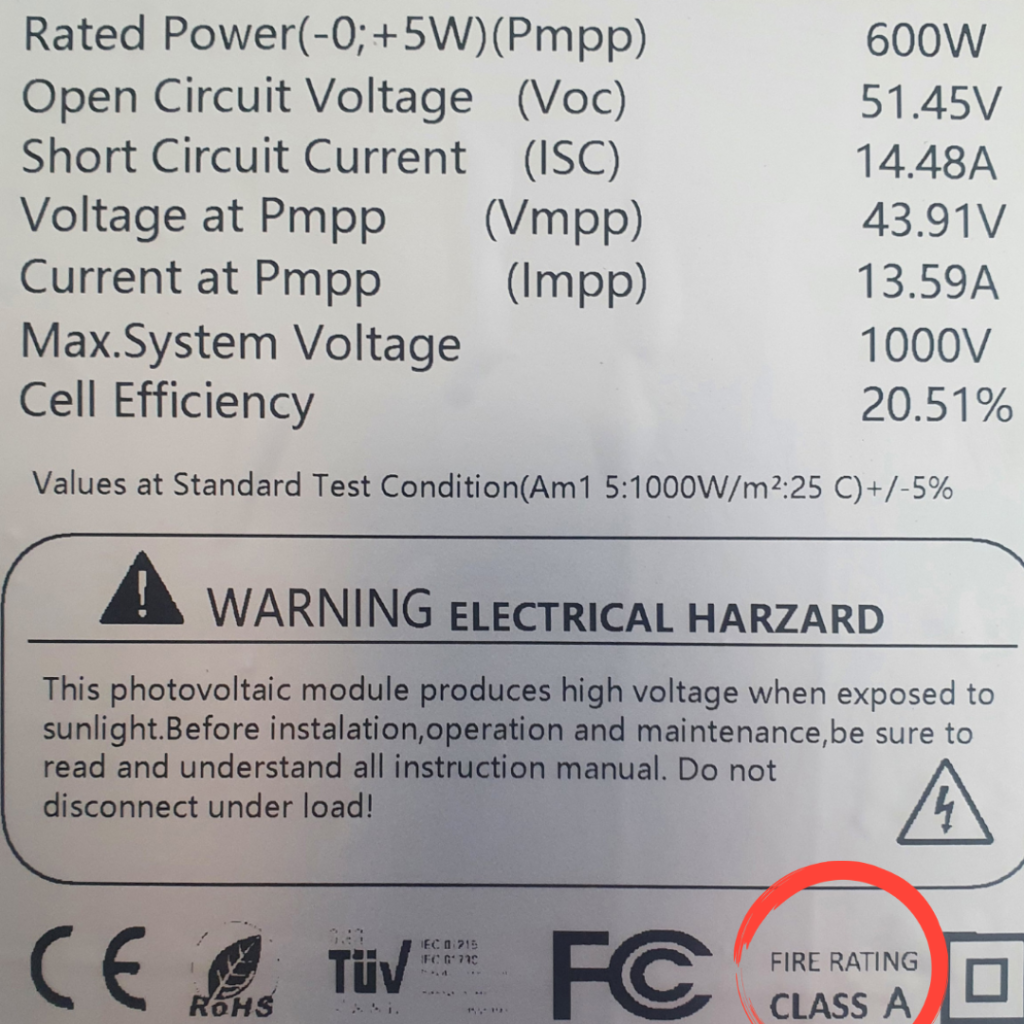 Rated Power(-0;+5W)(Pmpp) 600W
Open Circuit Voltage (Voc) 51.45V
Short Circuit Current (ISC) 14.48A
Voltage at Pmpp (Vmpp) 43.91V
Current at Pmpp (Impp) 13.59A
Max.System Voltage 1000V
Cell Efficiency 20.51%
Values at Standard Test Condition(Am1 5:1000W/m²:25 C)+/-5%
WARNING ELECTRICAL HARZARD
This photovoltaic module produces high voltage when exposed to
sunlight.Before instalation,operation and maintenance,be sure to
read and understand all instruction manual. Do not
disconnect under load!
CE
RoHS
TÜV
IEC
IEC
FC
FIRE RATING
CLASS A